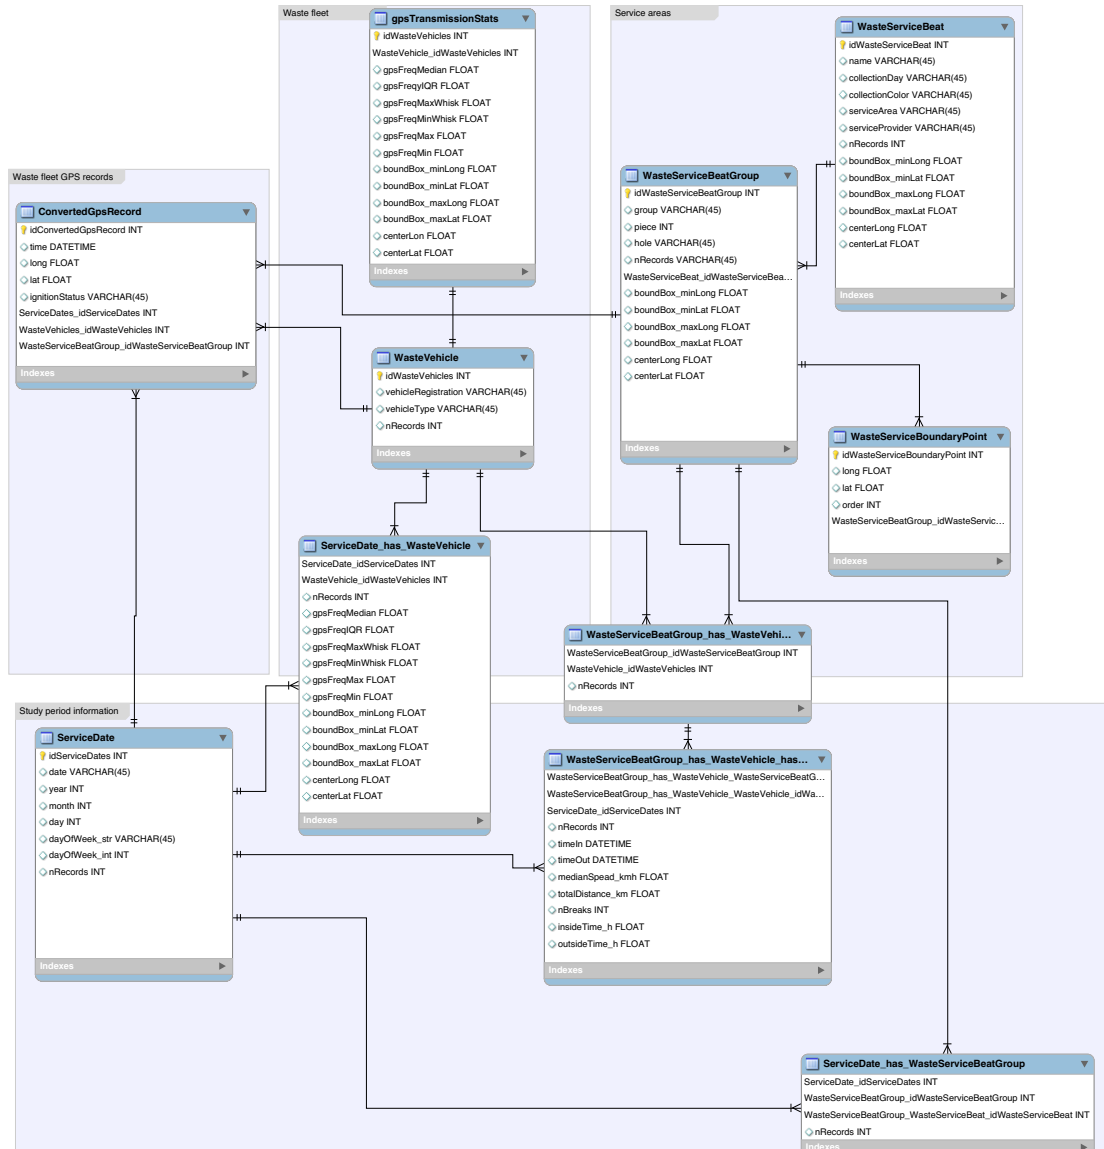 Waste fleet
gpsTransmissionStats
idWasteVehicles INT
WasteVehicle_idWasteVehicles INT
gpsFreqMedian FLOAT
gpsFreqyIQR FLOAT
gpsFreqMaxWhisk FLOAT
gpsFreqMinWhisk FLOAT
gpsFreqMax FLOAT
gpsFreqMin FLOAT
boundBox_minLong FLOAT
boundBox_minLat FLOAT
boundBox_maxLong FLOAT
boundBox_maxLat FLOAT
centerLon FLOAT
centerLat FLOAT
Indexes
Service areas
WasteServiceBeat
idWasteServiceBeat INT
name VARCHAR(45)
collectionDay VARCHAR(45)
collectionColor VARCHAR(45)
serviceArea VARCHAR(45)
serviceProvider VARCHAR(45)
nRecords INT
boundBox_minLong FLOAT
boundBox_minLat FLOAT
boundBox_maxLong FLOAT
boundBox_maxLat FLOAT
centerLong FLOAT
centerLat FLOAT
Indexes
WasteServiceBeatGroup
idWasteServiceBeatGroup INT
group VARCHAR(45)
piece INT
hole VARCHAR(45)
nRecords VARCHAR(45)
WasteServiceBeat_idWasteServiceBea...
boundBox_minLong FLOAT
boundBox_minLat FLOAT
boundBox_maxLong FLOAT
boundBox_maxLat FLOAT
centerLong FLOAT
centerLat FLOAT
Indexes
Waste fleet GPS records
ConvertedGpsRecord
idConvertedGpsRecord INT
time DATETIME
long FLOAT
lat FLOAT
ignitionStatus VARCHAR(45)
ServiceDates_idServiceDates INT
WasteVehicles_idWasteVehicles INT
WasteServiceBeatGroup_idWasteServiceBeatGroup INT
Indexes
WasteVehicle
idWasteVehicles INT
vehicleRegistration VARCHAR(45)
vehicleType VARCHAR(45)
nRecords INT
Indexes
WasteServiceBoundaryPoint
idWasteServiceBoundaryPoint INT
long FLOAT
lat FLOAT
order INT
WasteServiceBeatGroup_idWasteServic...
Indexes
ServiceDate_has_WasteVehicle
ServiceDate_idServiceDates INT
WasteVehicle_idWasteVehicles INT
nRecords INT
gpsFreqMedian FLOAT
gpsFreqIQR FLOAT
gpsFreqMaxWhisk FLOAT
gpsFreqMinWhisk FLOAT
gpsFreqMax FLOAT
gpsFreqMin FLOAT
boundBox_minLong FLOAT
boundBox_minLat FLOAT
boundBox_maxLong FLOAT
boundBox_maxLat FLOAT
centerLong FLOAT
centerLat FLOAT
Indexes
WasteServiceBeatGroup_has_WasteVehi...
WasteServiceBeatGroup_idWasteServiceBeatGroup INT
WasteVehicle_idWasteVehicles INT
nRecords INT
Indexes
Study period information
ServiceDate
idServiceDates INT
date VARCHAR(45)
year INT
month INT
day INT
dayOfWeek_str VARCHAR(45)
dayOfWeek_int INT
nRecords INT
Indexes
WasteServiceBeatGroup_has_WasteVehicle_has...
WasteServiceBeatGroup_has_WasteVehicle_WasteServiceBeatG...
WasteServiceBeatGroup_has_WasteVehicle_WasteVehicle_idWa...
ServiceDate_idServiceDates INT
nRecords INT
timeIn DATETIME
timeOut DATETIME
medianSpead_kmh FLOAT
totalDistance_km FLOAT
nBreaks INT
insideTime_h FLOAT
outsideTime_h FLOAT
Indexes
ServiceDate_has_WasteServiceBeatGroup
ServiceDate_idServiceDates INT
WasteServiceBeatGroup_idWasteServiceBeatGroup INT
WasteServiceBeatGroup_WasteServiceBeat_idWasteServiceBeat INT
nRecords INT
Indexes